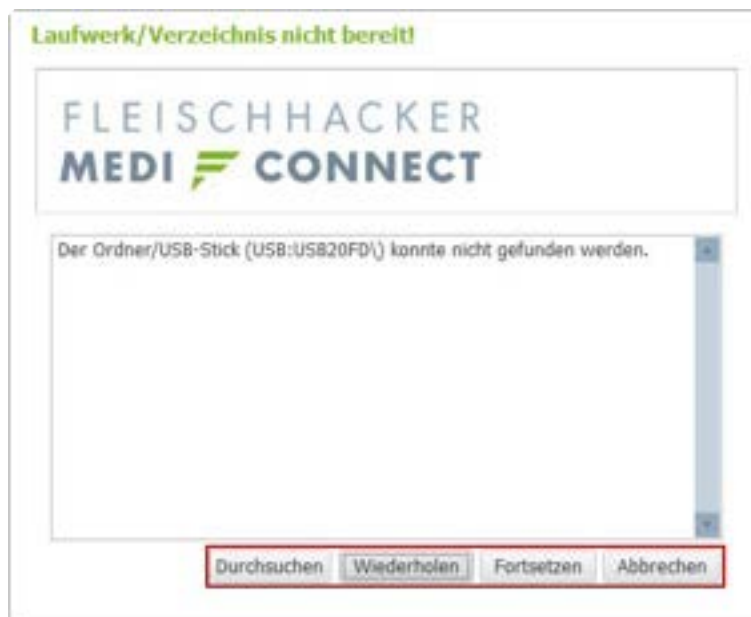 Laufwerk/Verzeichnis nicht bereit!
FLEISCHHACKER
MEDI CONNECT
Der Ordner/USB-Stick (USB:USB20FD\) konnte nicht gefunden werden.
Durchsuchen Wiederholen Fortsetzen Abbrechen